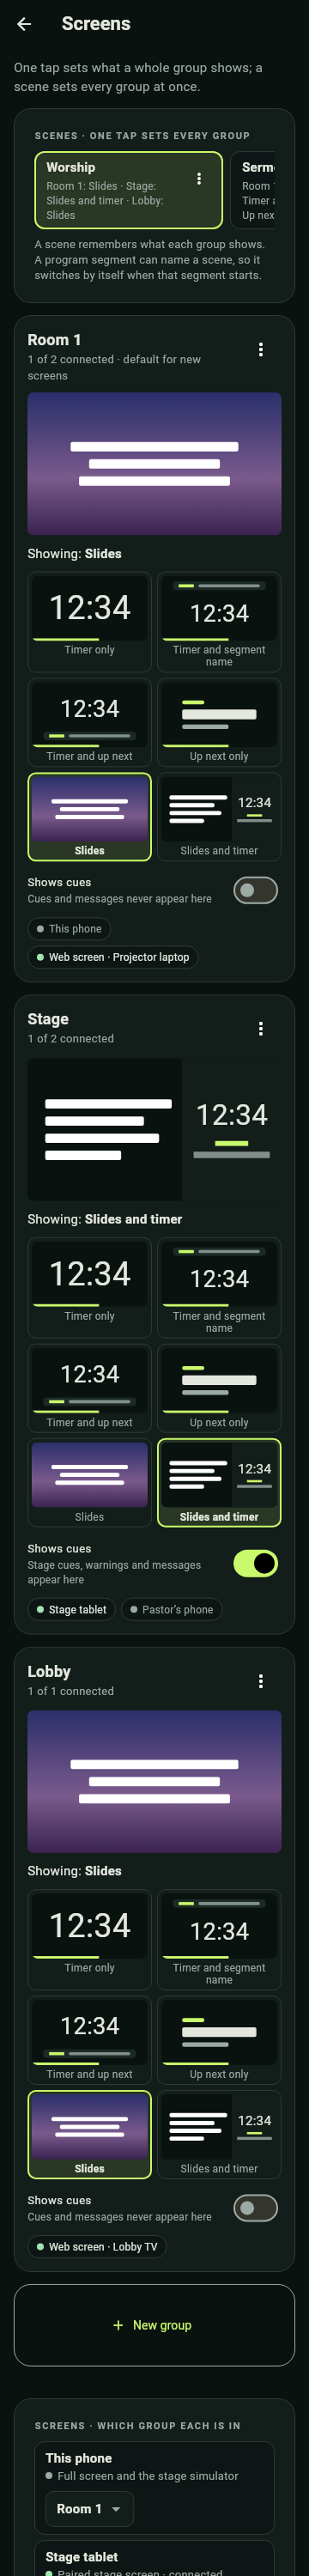 Screens
One tap sets what a whole group shows; a
scene sets every group at once.
SCENES · ONE TAP SETS EVERY GROUP
Worship
Room 1: Slides · Stage:
Slides and timer · Lobby:
Slides
Room 1
Timer
Up nex
A scene remembers what each group shows.
A program segment can name a scene, so it
switches by itself when that segment starts.
Room 1
1 of 2 connected · default for new
screens
Showing: Slides
12:34
Timer only
12:34
Timer and segment
name
12:34
Timer and up next
Up next only
Slides
12:34
Slides and timer
Shows cues
Cues and messages never appear here
This phone
Web screen · Projector laptop
Stage
1 of 2 connected
12:34
Showing: Slides and timer
12:34
Timer only
12:34
Timer and segment
name
12:34
Timer and up next
Up next only
Slides
12:34
Slides and timer
Shows cues
Stage cues, warnings and messages
appear here
Stage tablet
Pastor's phone
Lobby
1 of 1 connected
Showing: Slides
12:34
Timer only
12:34
Timer and segment
name
12:34
Timer and up next
Up next only
Slides
12:34
Slides and timer
Shows cues
Cues and messages never appear here
Web screen · Lobby TV
+ New group
SCREENS · WHICH GROUP EACH IS IN
This phone
Full screen and the stage simulator
Room 1
Stage tablet
Paired stage screen · connected